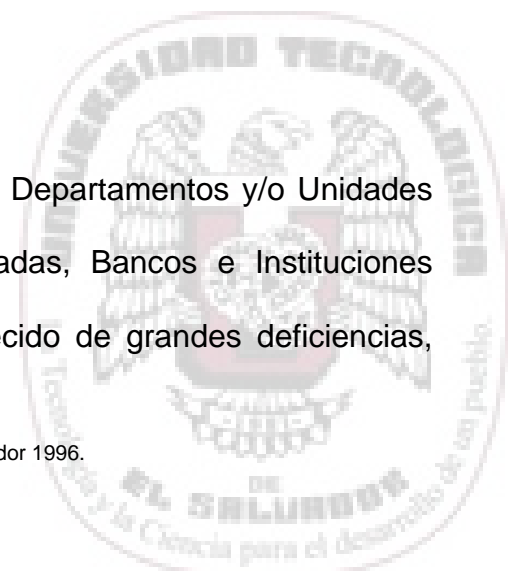 UNIVERSIDAD TECNOLOGICA
Departamentos y/o Unidades
adas, Bancos e Instituciones
ecido de grandes deficiencias,
dor 1996.
DE
EL SALVADOR
la Tecnología y la Ciencia para el desarrollo de un pueblo.